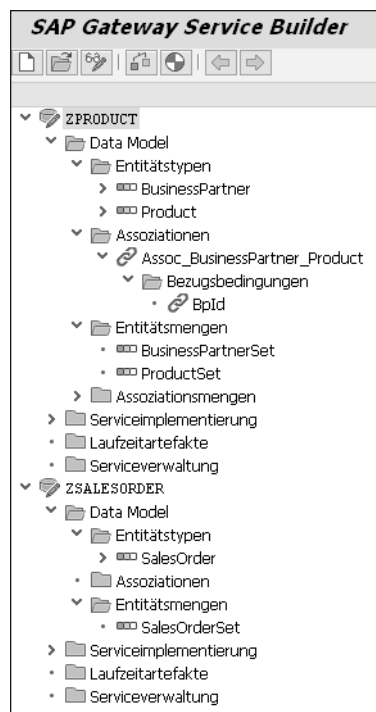 SAP Gateway Service Builder
ZPRODUCT
Data Model
Entitätstypen
BusinessPartner
Product
Assoziationen
Assoc_BusinessPartner_Product
Bezugsbedingungen
BpId
Entitätsmengen
BusinessPartnerSet
ProductSet
Assoziationsmengen
Serviceimplementierung
Laufzeitartefakte
Serviceverwaltung
ZSALESORDER
Data Model
Entitätstypen
SalesOrder
Assoziationen
Entitätsmengen
SalesOrderSet
Serviceimplementierung
Laufzeitartefakte
Serviceverwaltung